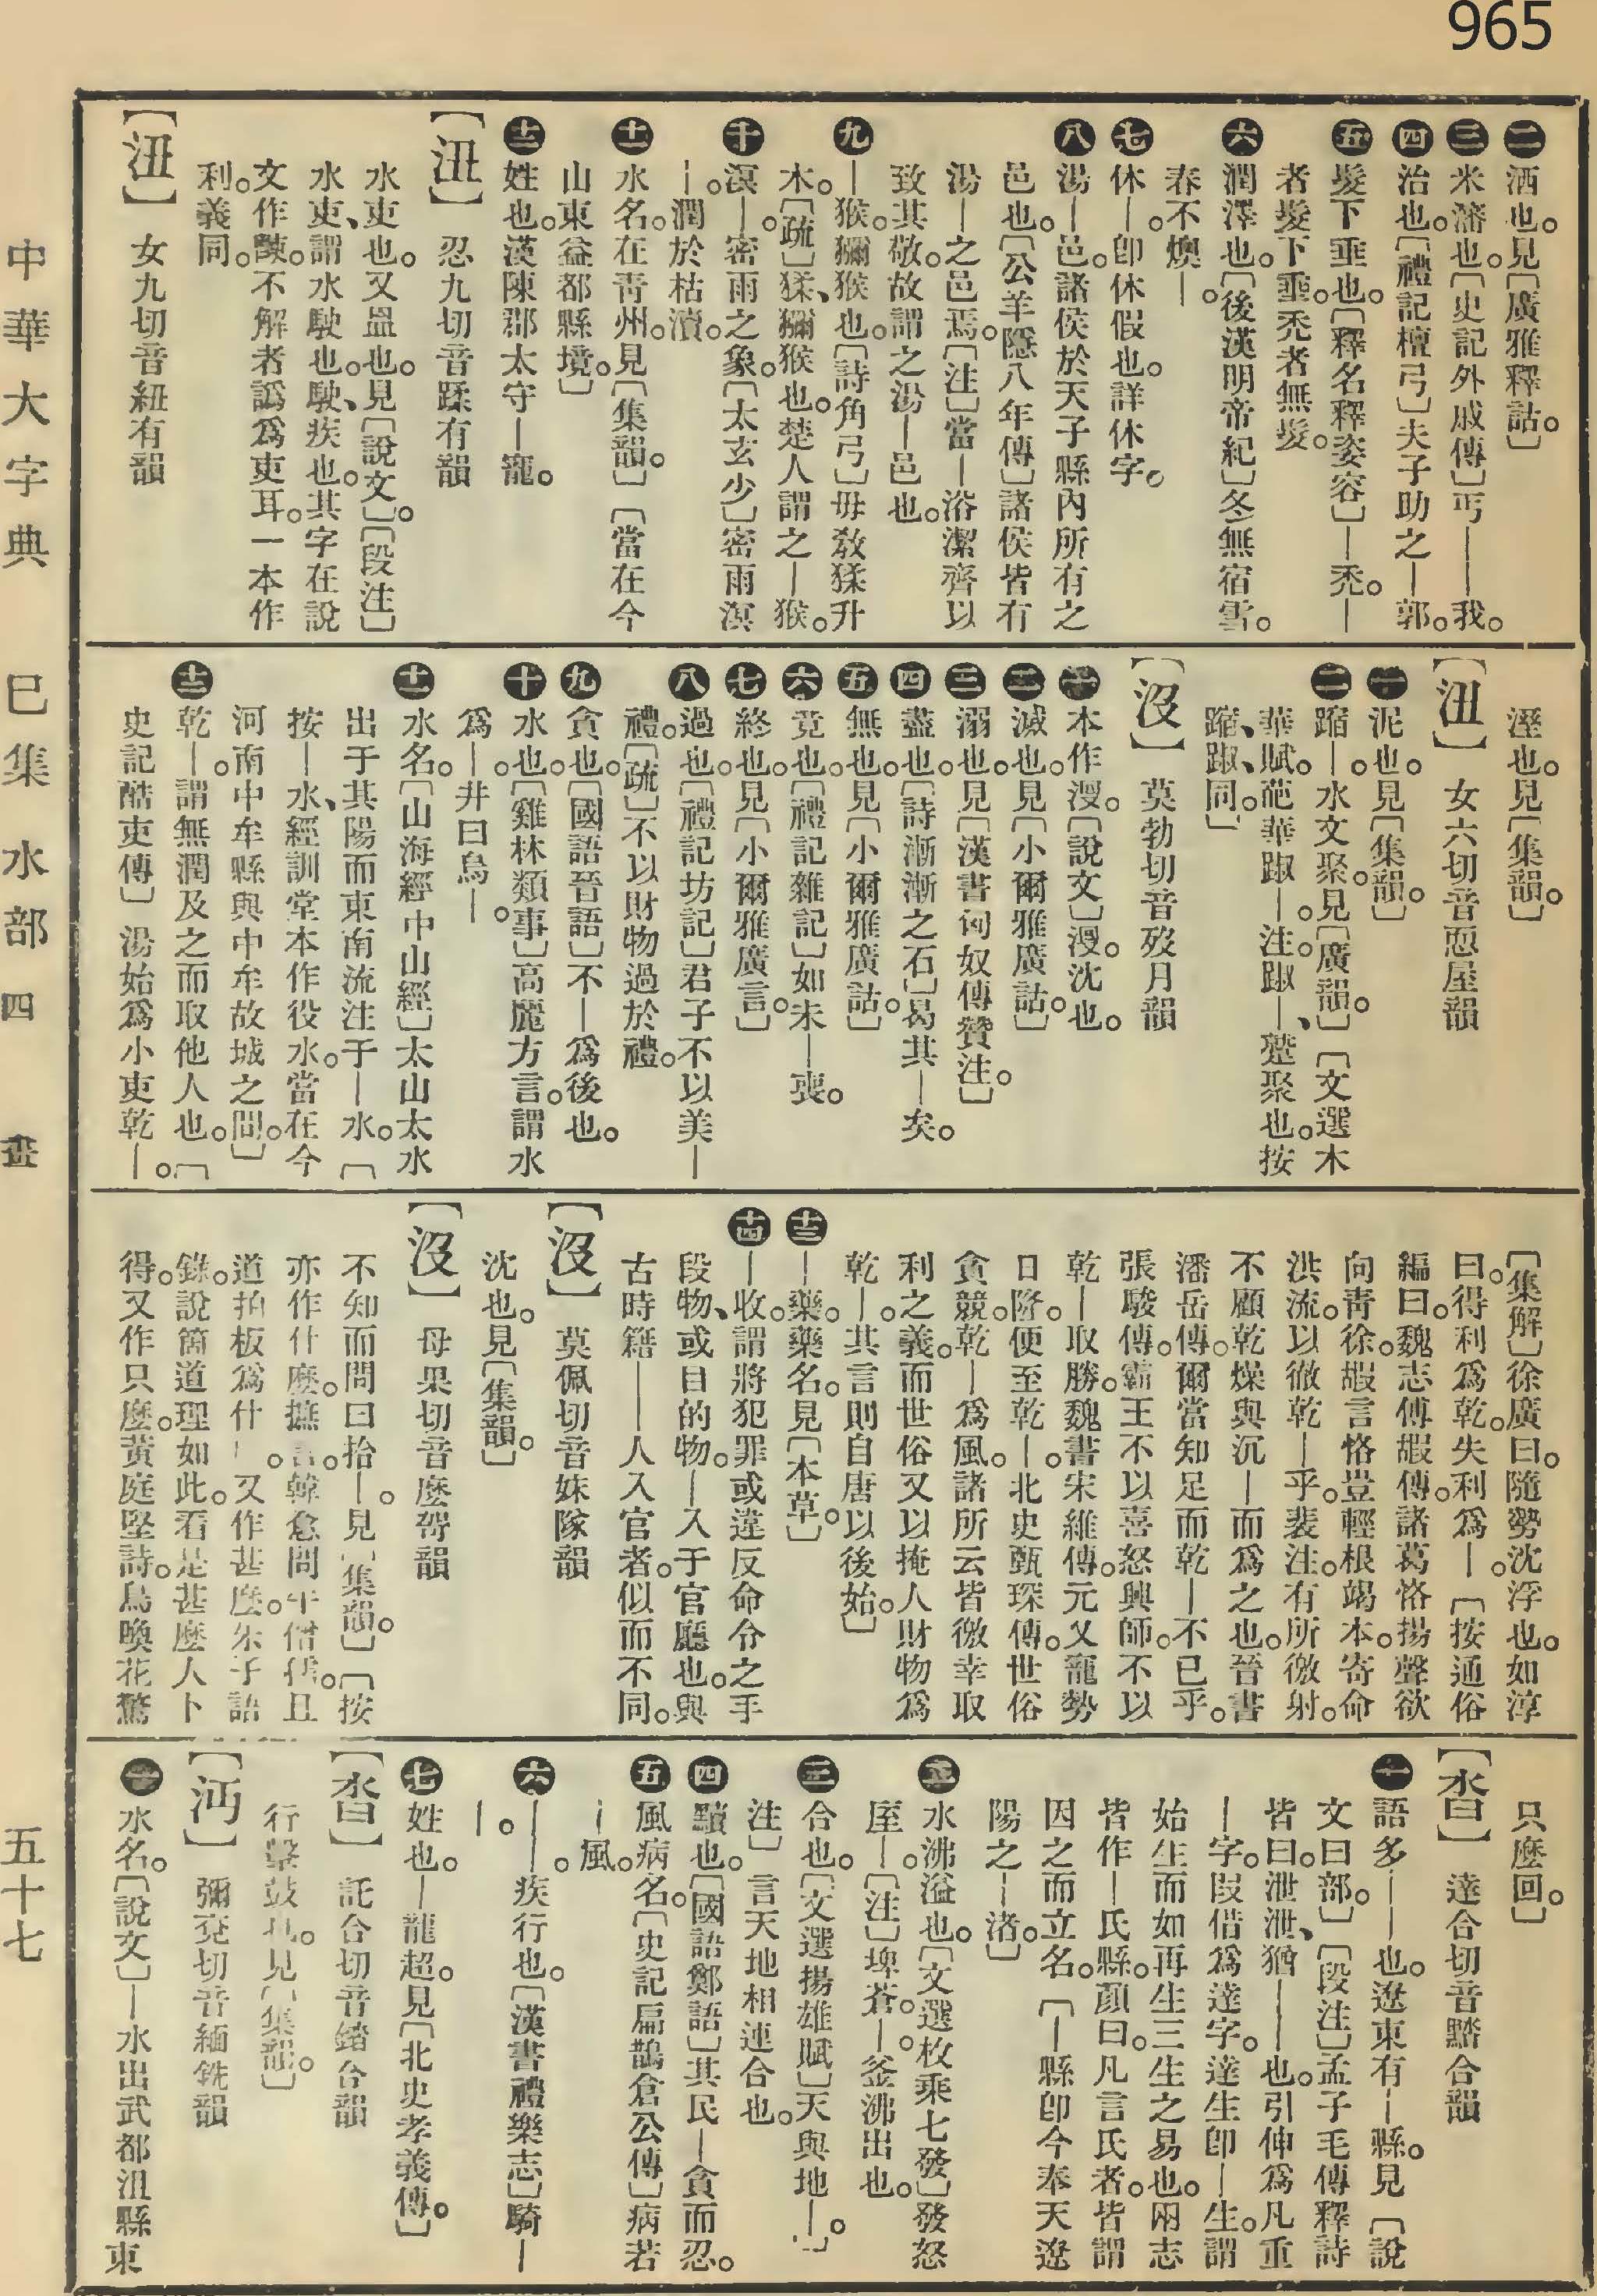 965
二洒也。見〔廣雅釋詁。〕
三米瀋也。〔史記外戚傳〕丐——我。
四治也。〔禮記檀弓〕夫子助之—郭。
五髮下垂也。〔釋名釋姿容〕—禿。—
者髮下垂。禿者無髮。
六潤澤也。〔後漢明帝紀〕冬無宿雪。
春不燠—。
七休—。卽休假也。詳休字。
八湯—邑。諸侯於天子縣內所有之
邑也。〔公羊隱八年傳〕諸侯皆有
湯—之邑焉。〔注〕當—浴潔齊以
致其敬。故謂之湯—邑也。
九—猴。獼猴也。〔詩角弓〕毋敎猱升
木。〔疏〕猱、獼猴也。楚人謂之—猴。
十溟—。密雨之象。〔太玄少〕密雨溟
—。潤於枯瀆。
十一水名。在靑州。見〔集韻。〕〔當在今
山東益都縣境。〕
十二姓也。漢陳郡太守—寵。
〔沑〕 忍九切音蹂有韻
水吏也。又𥁕也。見〔說文。〕〔段注〕
水吏、謂水駛也。駛、疾也。其字在說
文作𩢲。不解者譌爲吏耳。一本作
利。義同。
〔沑〕 女九切音紐有韻
溼也。見〔集韻。〕
〔沑〕 女六切音恧屋韻
一泥也。見〔集韻。〕
二蹜—。水文聚。見〔廣韻。〕〔文選木
華賦。葩華踧—。注。踧—、蹙聚也。按
蹜、踧、同。〕
〔沒〕 莫勃切音歿月韻
一本作𣴬。〔說文〕𣴬。沈也。
二滅也。見〔小爾雅廣詁。〕
三溺也。見〔漢書匈奴傳贊注。〕
四盡也。〔詩漸漸之石〕曷其—矣。
五無也。見〔小爾雅廣詁。〕
六竟也。〔禮記雜記〕如未—喪。
七終也。見〔小爾雅廣言。〕
八過也。〔禮記坊記〕君子不以美—
禮。〔疏〕不以財物過於禮。
九貪也。〔國語晉語〕不—爲後也。
十水也。〔雞林類事〕高麗方言。謂水
爲—。井曰烏—。
十一水名。〔山海經中山經〕太山太水
出于其陽而東南流注于—水。〔
按—水、經訓堂本作役水。當在今
河南中牟縣與中牟故城之間。〕
十二乾—。謂無潤及之而取他人也。〔
史記酷吏傳〕湯始爲小吏乾—。
〔集解〕徐廣曰。隨勢沈浮也。如淳
曰。得利爲乾。失利爲—。〔按通俗
編曰。魏志傅嘏傳。諸葛恪揚聲欲
向靑徐。嘏言恪豈輕根竭本。寄命
洪流。以徼乾—乎。裴注。有所徼射。
不顧乾燥與沉—而爲之也。晉書
潘岳傳。爾當知足而乾—不已乎。
張駿傳。霸王不以喜怒興師。不以
乾—取勝。魏書宋維傳。元乂寵勢
日隆。便至乾—。北史甄琛傳。世俗
貪競。乾—爲風。諸所云皆徼幸取
利之義。而世俗又以掩人財物爲
乾—。其言則自唐以後始。〕
十三—藥。藥名。見〔本草。〕
十四—收。謂將犯罪或違反命令之手
段物、或目的物。—入于官廳也。與
古時籍——人入官者。似而不同。
〔沒〕 莫佩切音妹隊韻
沈也。見〔集韻。〕
〔沒〕 母果切音麼哿韻
不知而問曰拾—。見〔集韻。〕〔按
亦作什麼。摭言。韓愈問牛僧孺。且
道拍板爲什—。又作甚麼。朱子語
錄。說箇道理如此。看是甚麼人卜
得。又作只麼。黃庭堅詩。鳥喚花驚
只麼回。〕
〔沓〕 達合切音踏合韻
一語多——也。遼東有—縣。見〔說
文曰部。〕〔段注〕孟子毛傳釋詩
皆曰。泄泄、猶——也。引伸爲凡重
—字。叚借爲達字。達生卽—生。謂
始生而如再生三生之易也。兩志
皆作—氏縣。顏曰。凡言氏者。皆謂
因之而立名。〔—縣卽今奉天遼
陽之—渚。〕
二水沸溢也。〔文選枚乘七發〕發怒
庢—。〔注〕埤蒼。—。釜沸出也。
三合也。〔文選揚雄賦〕天與地—。〔
注〕言天地相連合也。
四黷也。〔國語鄭語〕其民—貪而忍。
五風病名。〔史記扁鵲倉公傳〕病若
—風。
六——。疾行也。〔漢書禮樂志〕騎—
—。
七姓也。—龍超。見〔北史孝義傳。〕
〔沓〕 託合切音錔合韻
行擊鼓也。見〔集韻。〕
〔沔〕 彌兗切音緬銑韻
一水名。〔說文〕—水出武都沮縣東
中華大字典 巳集 水部 四畫 五十七